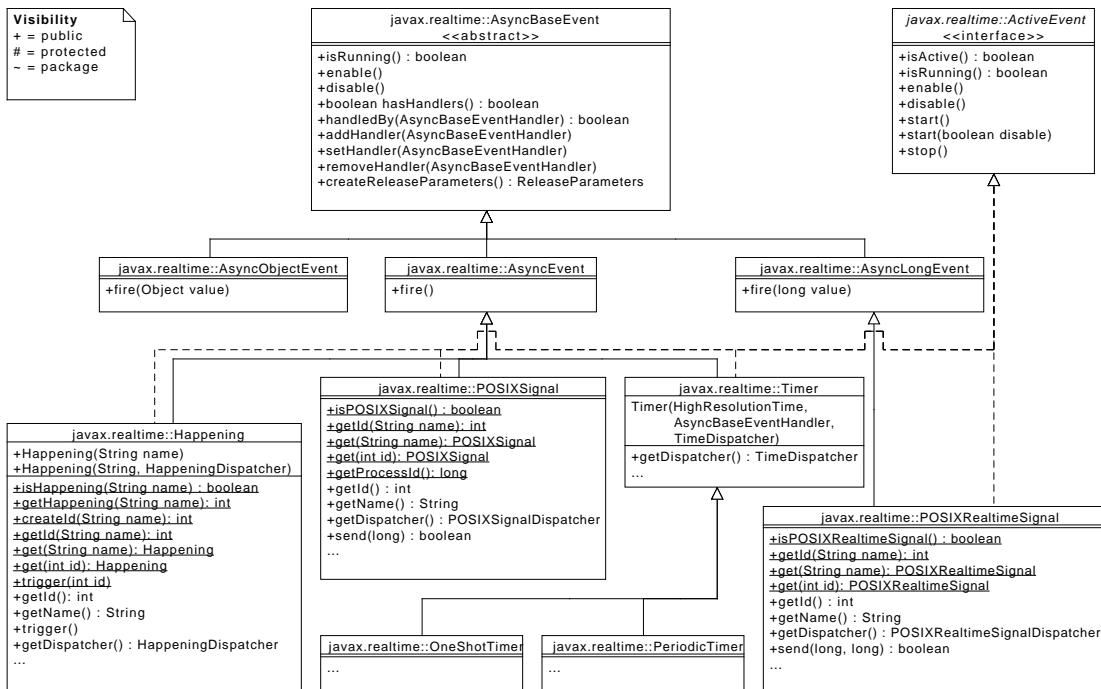 Visibility
+ = public
# = protected
~ = package
javax.realtime::AsyncBaseEvent
<<abstract>>
+isRunning() : boolean
+enable()
+disable()
+boolean hasHandlers() : boolean
+handledBy(AsyncBaseEventHandler) : boolean
+addHandler(AsyncBaseEventHandler)
+setHandler(AsyncBaseEventHandler)
+removeHandler(AsyncBaseEventHandler)
+createReleaseParameters() : ReleaseParameters
javax.realtime::ActiveEvent
<<interface>>
+isActive() : boolean
+isRunning() : boolean
+enable()
+disable()
+start()
+start(boolean disable)
+stop()
javax.realtime::AsyncObjectEvent
+fire(Object value)
javax.realtime::AsyncEvent
+fire()
javax.realtime::AsyncLongEvent
+fire(long value)
javax.realtime::Happening
+Happening(String name)
+Happening(String, HappeningDispatcher)
+isHappening(String name) : boolean
+getHappening(String name): int
+createId(String name): int
+getId(String name): int
+get(String name): Happening
+get(int id): Happening
+trigger(int id)
+getId(): int
+getName() : String
+trigger()
+getDispatcher() : HappeningDispatcher
...
javax.realtime::POSIXSignal
+isPOSIXSignal() : boolean
+getId(String name): int
+get(String name): POSIXSignal
+get(int id): POSIXSignal
+getProcessId(): long
+getId() : int
+getName() : String
+getDispatcher() : POSIXSignalDispatcher
+send(long) : boolean
...
javax.realtime::Timer
Timer(HighResolutionTime,
AsyncBaseEventHandler,
TimeDispatcher)
+getDispatcher() : TimeDispatcher
...
javax.realtime::POSIXRealtimeSignal
+isPOSIXRealtimeSignal() : boolean
+getId(String name): int
+get(String name): POSIXRealtimeSignal
+get(int id): POSIXRealtimeSignal
+getId() : int
+getName() : String
+getDispatcher() : POSIXRealtimeSignalDispatcher
+send(long, long) : boolean
...
javax.realtime::OneShotTimer
...
javax.realtime::PeriodicTimer
...